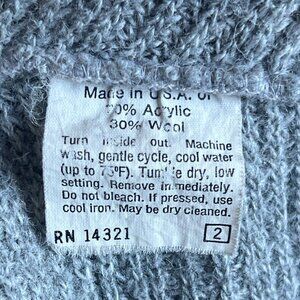 Made in U.S.A. of
70% Acrylic
30% Wool
Turn inside out. Machine
wash, gentle cycle, cool water
(up to 75°F). Tumble dry, low
setting. Remove immediately.
Do not bleach. If pressed, use
cool iron. May be dry cleaned.
RN 14321 2